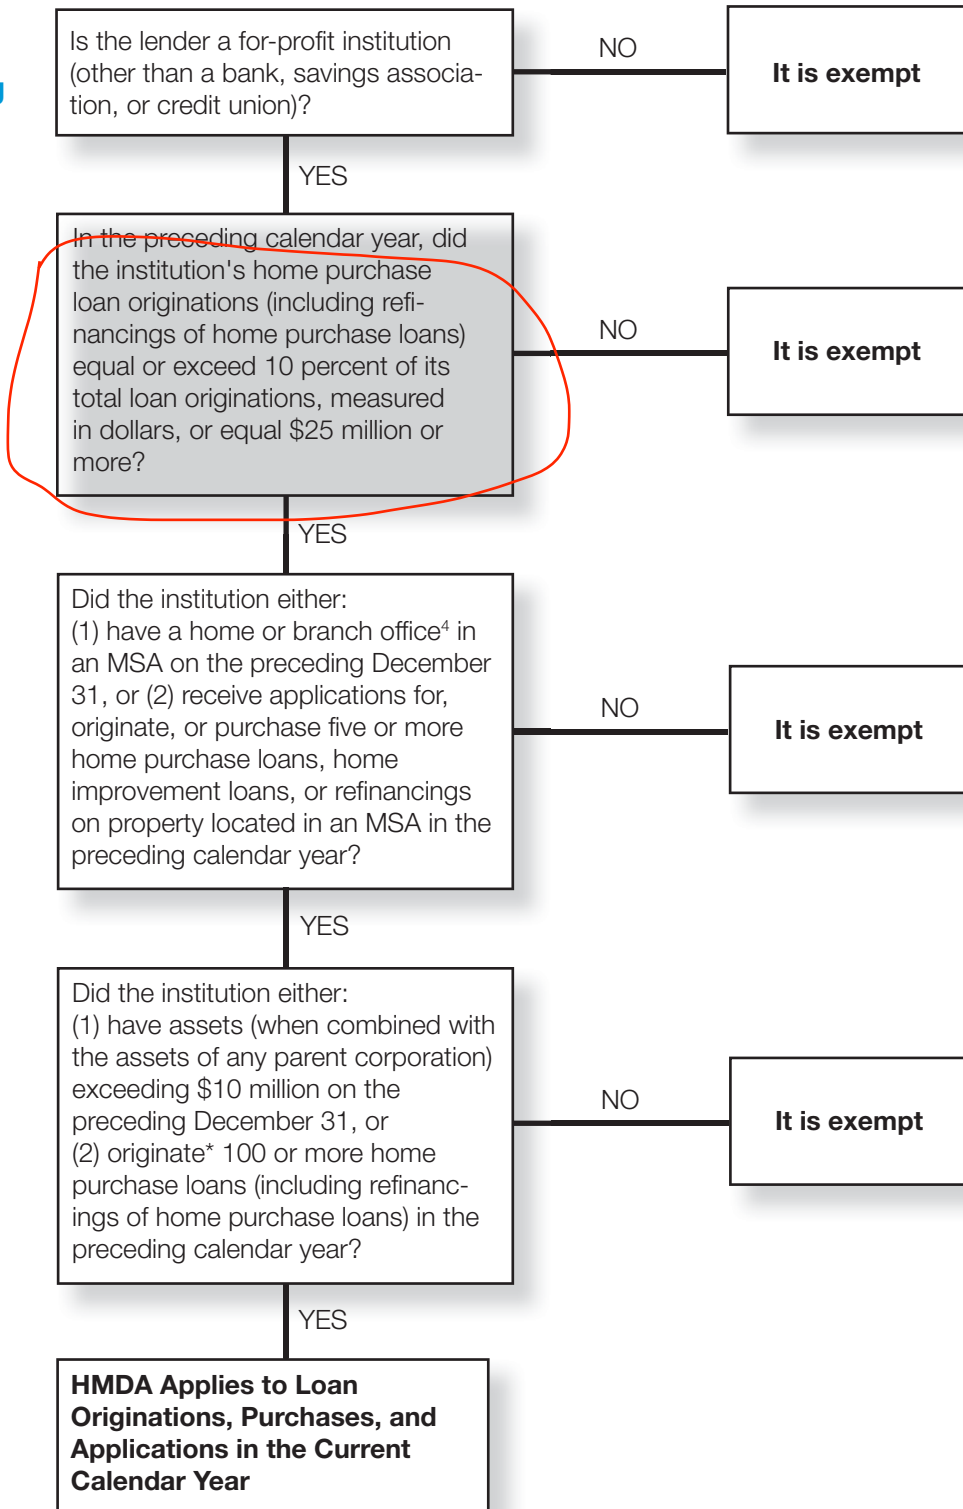 Is the lender a for-profit institution
(other than a bank, savings associa-
tion, or credit union)?
NO
It is exempt
YES
In the preceding calendar year, did
the institution's home purchase
loan originations (including refi-
nancings of home purchase loans)
equal or exceed 10 percent of its
total loan originations, measured
in dollars, or equal $25 million or
more?
NO
It is exempt
YES
Did the institution either:
(1) have a home or branch office⁴ in
an MSA on the preceding December
31, or (2) receive applications for,
originate, or purchase five or more
home purchase loans, home
improvement loans, or refinancings
on property located in an MSA in the
preceding calendar year?
NO
It is exempt
YES
Did the institution either:
(1) have assets (when combined with
the assets of any parent corporation)
exceeding $10 million on the
preceding December 31, or
(2) originate* 100 or more home
purchase loans (including refinanc-
ings of home purchase loans) in the
preceding calendar year?
NO
It is exempt
YES
HMDA Applies to Loan
Originations, Purchases, and
Applications in the Current
Calendar Year